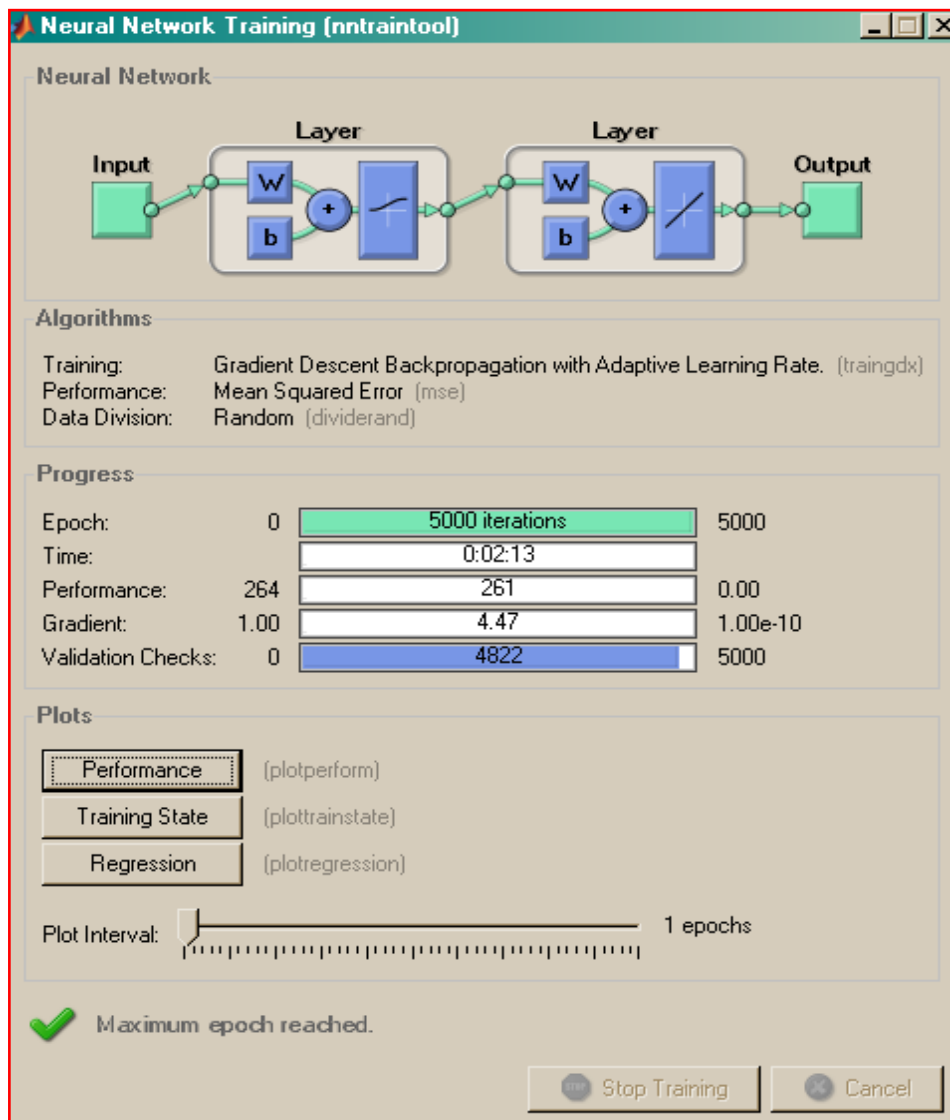 Neural Network Training (nntraintool)
Neural Network
Layer Layer
Input Output
W W
+ +
b b
Algorithms
Training: Gradient Descent Backpropagation with Adaptive Learning Rate. (traingdx)
Performance: Mean Squared Error (mse)
Data Division: Random (dividerand)
Progress
Epoch: 0 5000 iterations 5000
Time: 0:02:13
Performance: 264 261 0.00
Gradient: 1.00 4.47 1.00e-10
Validation Checks: 0 4822 5000
Plots
Performance (plotperform)
Training State (plottrainstate)
Regression (plotregression)
Plot Interval: 1 epochs
Maximum epoch reached.
STOP Stop Training Cancel